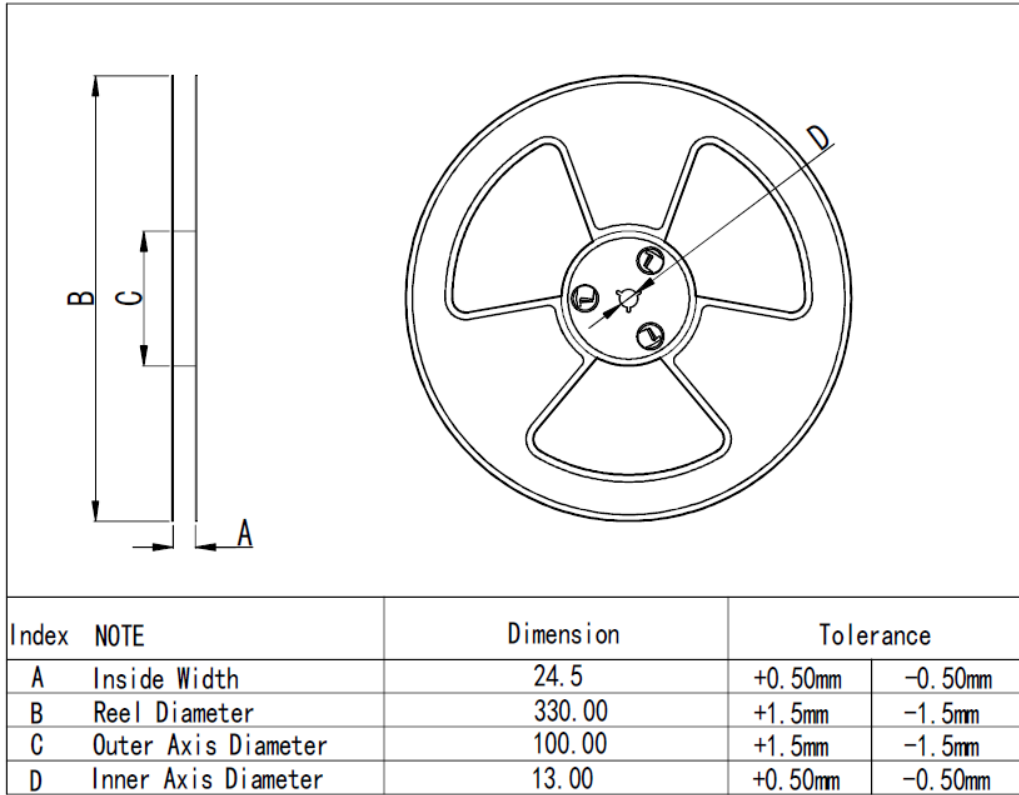 D
B
C
A
Index NOTE Dimension Tolerance
A Inside Width 24.5 +0.50mm -0.50mm
B Reel Diameter 330.00 +1.5mm -1.5mm
C Outer Axis Diameter 100.00 +1.5mm -1.5mm
D Inner Axis Diameter 13.00 +0.50mm -0.50mm